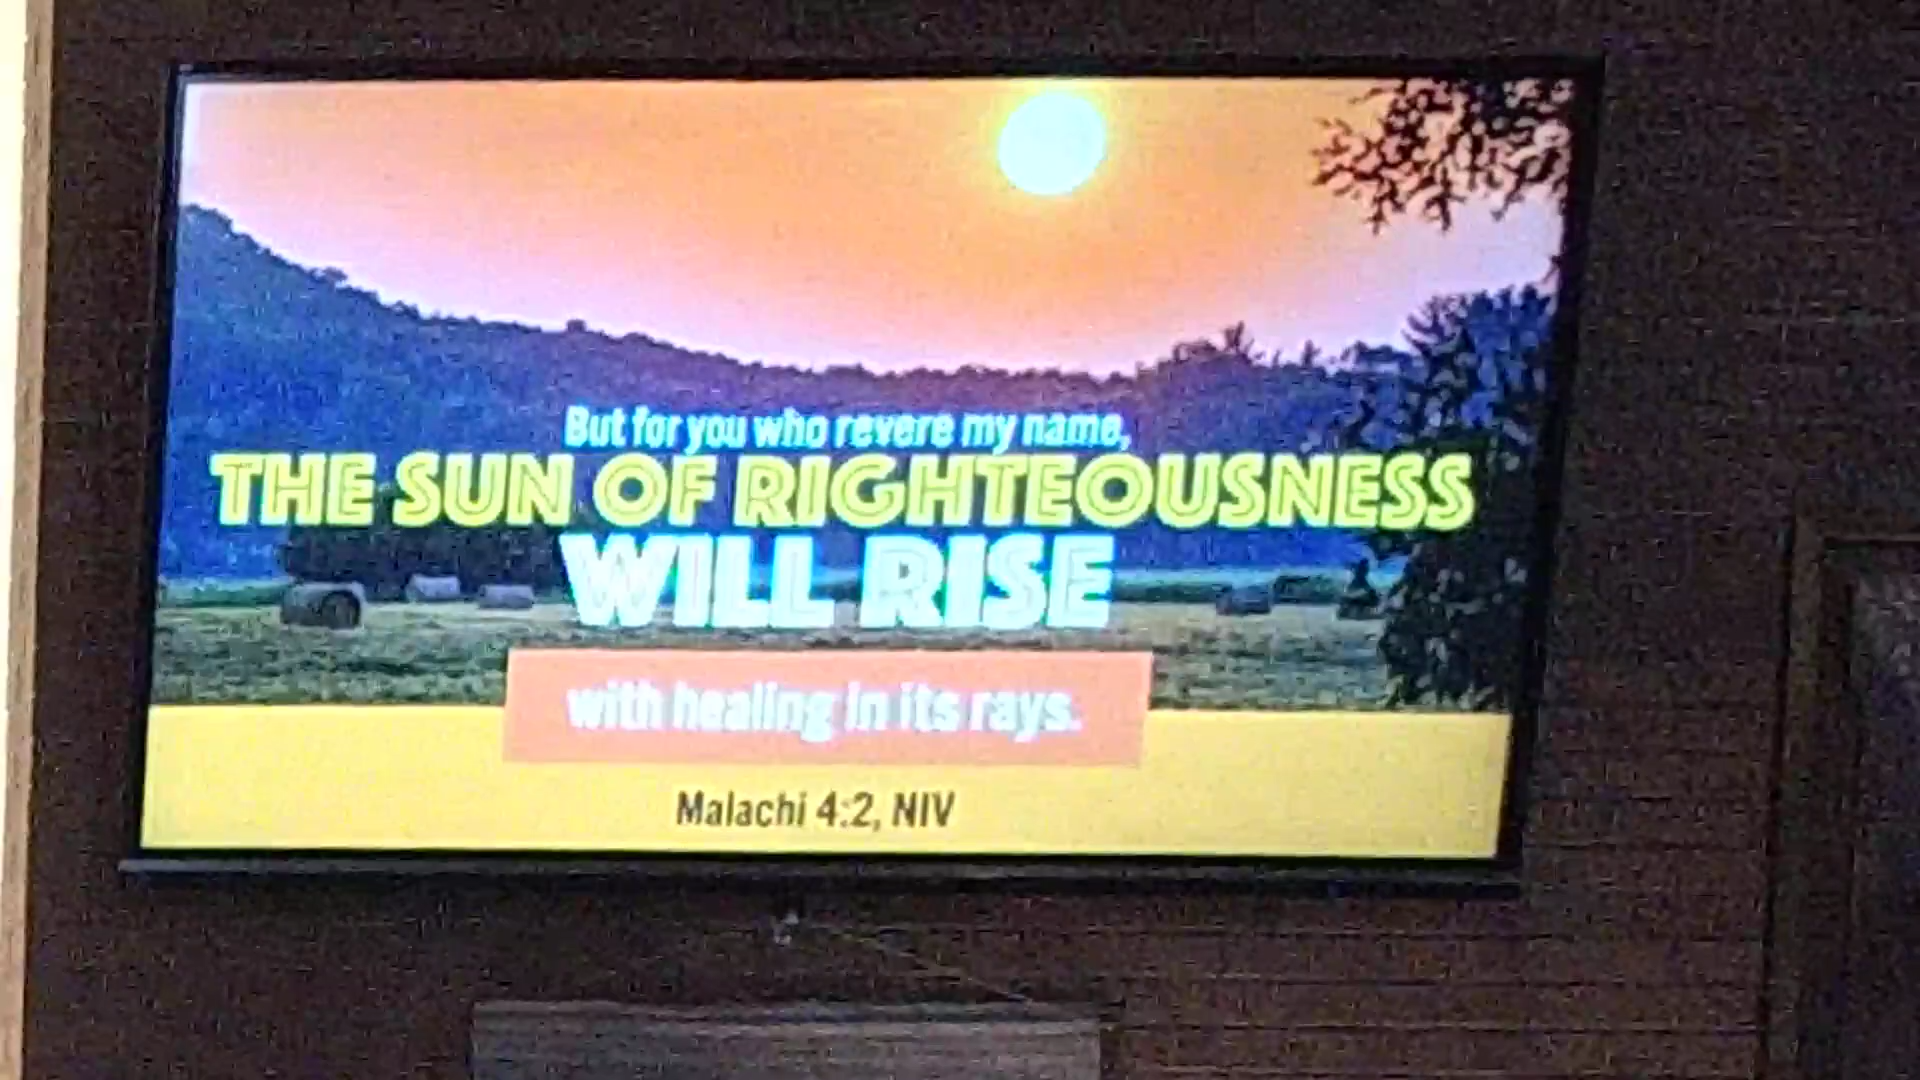 But for you who revere my name,
THE SUN OF RIGHTEOUSNESS
WILL RISE
with healing in its rays.
Malachi 4:2, NIV